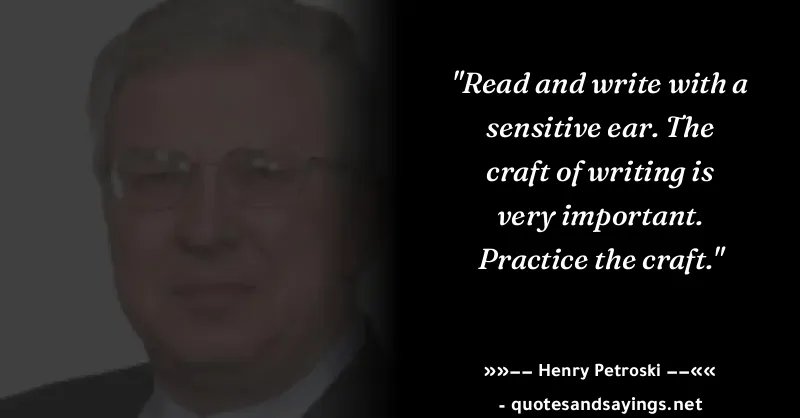 "Read and write with a
sensitive ear. The
craft of writing is
very important.
Practice the craft."
»»−− Henry Petroski −−««
- quotesandsayings.net